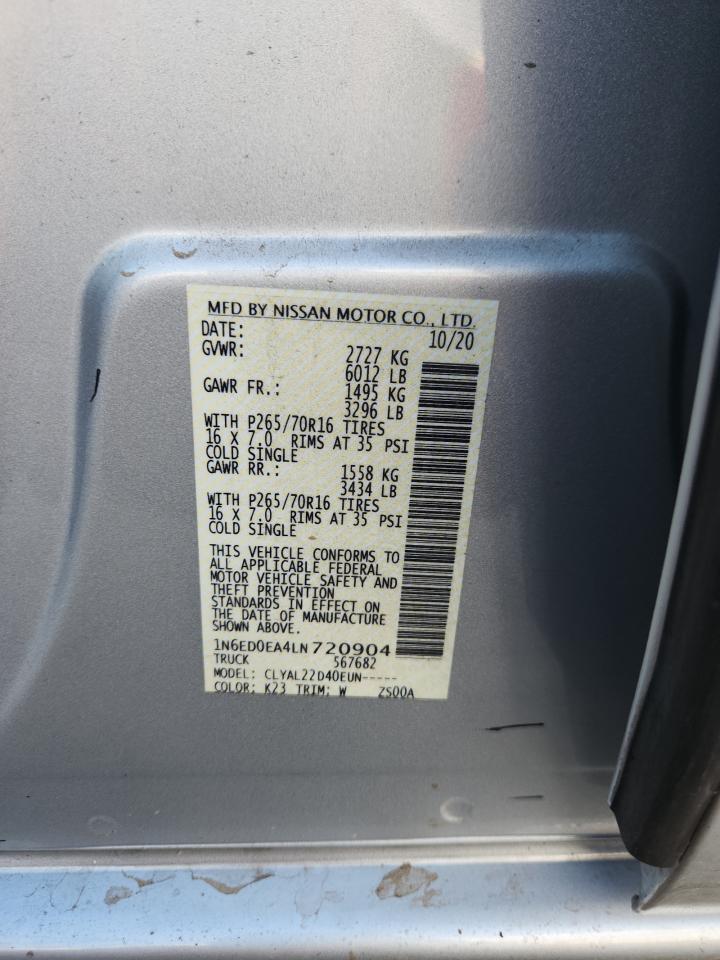 MFD BY NISSAN MOTOR CO., LTD.
DATE: 10/20
GVWR: 2727 KG
6012 LB
GAWR FR.: 1495 KG
3296 LB
WITH P265/70R16 TIRES
16 X 7.0 RIMS AT 35 PSI
COLD SINGLE
GAWR RR.: 1558 KG
3434 LB
WITH P265/70R16 TIRES
16 X 7.0 RIMS AT 35 PSI
COLD SINGLE
THIS VEHICLE CONFORMS TO
ALL APPLICABLE FEDERAL
MOTOR VEHICLE SAFETY AND
THEFT PREVENTION
STANDARDS IN EFFECT ON
THE DATE OF MANUFACTURE
SHOWN ABOVE.
1N6ED0EA4LN720904
TRUCK 567682
MODEL: CLYAL22D40EUN-----
COLOR: K23 TRIM: W ZS00A